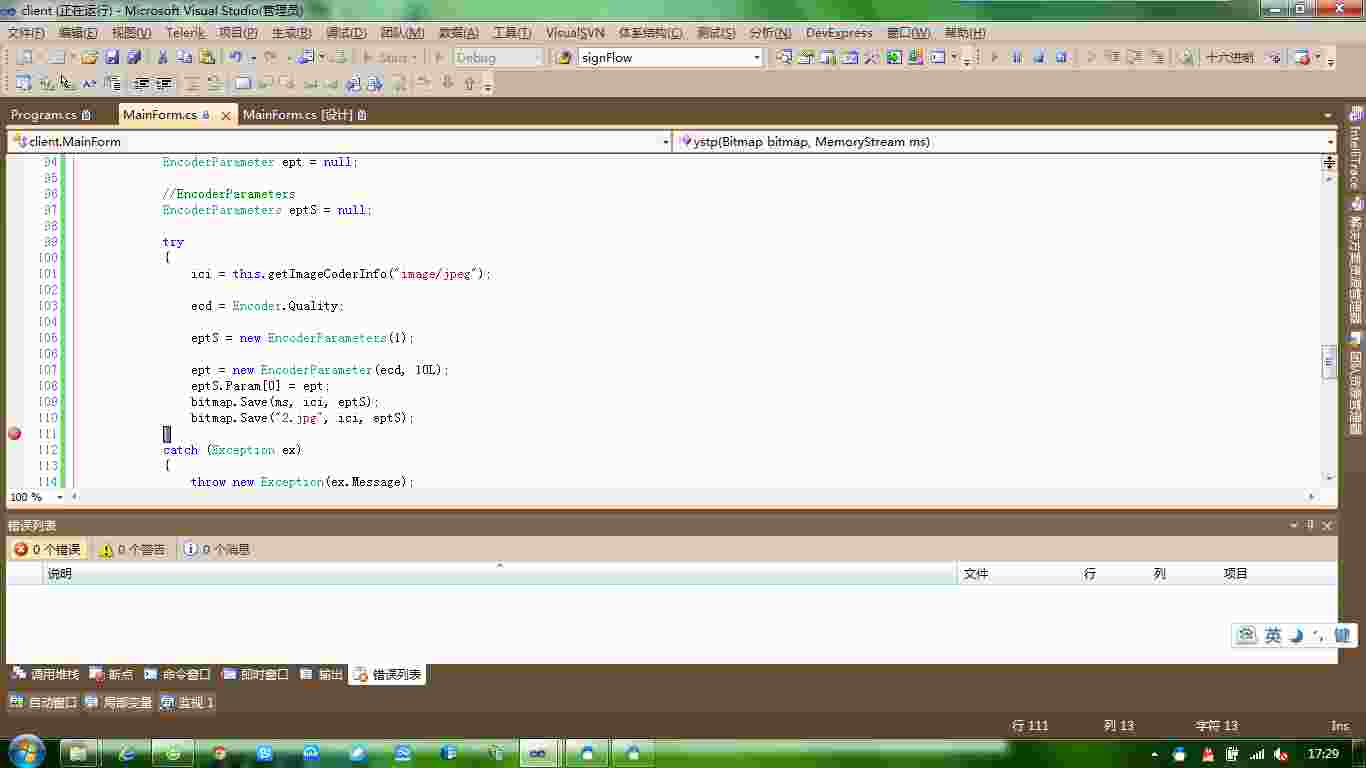 client (正在运行) - Microsoft Visual Studio(管理员)
文件(F) 编辑(E) 视图(V) Telerik 项目(P) 生成(B) 调试(D) 团队(M) 数据(A) 工具(T) VisualSVN 体系结构(C) 测试(S) 分析(N) DevExpress 窗口(W) 帮助(H)
Start Debug signFlow 十六进制
Program.cs MainForm.cs MainForm.cs [设计]
client.MainForm ystp(Bitmap bitmap, MemoryStream ms)
94 EncoderParameter ept = null;
95
96 //EncoderParameters
97 EncoderParameters eptS = null;
98
99 try
100 {
101 ici = this.getImageCoderInfo("image/jpeg");
102
103 ecd = Encoder.Quality;
104
105 eptS = new EncoderParameters(1);
106
107 ept = new EncoderParameter(ecd, 10L);
108 eptS.Param[0] = ept;
109 bitmap.Save(ms, ici, eptS);
110 bitmap.Save("2.jpg", ici, eptS);
111 }
112 catch (Exception ex)
113 {
114 throw new Exception(ex.Message);
100 %
错误列表
0 个错误 0 个警告 0 个消息
说明 文件 行 列 项目
英
调用堆栈 断点 命令窗口 即时窗口 输出 错误列表
自动窗口 局部变量 监视 1
行 111 列 13 字符 13 Ins
17:29
IntelliTrace
解决方案资源管理器
团队资源管理器